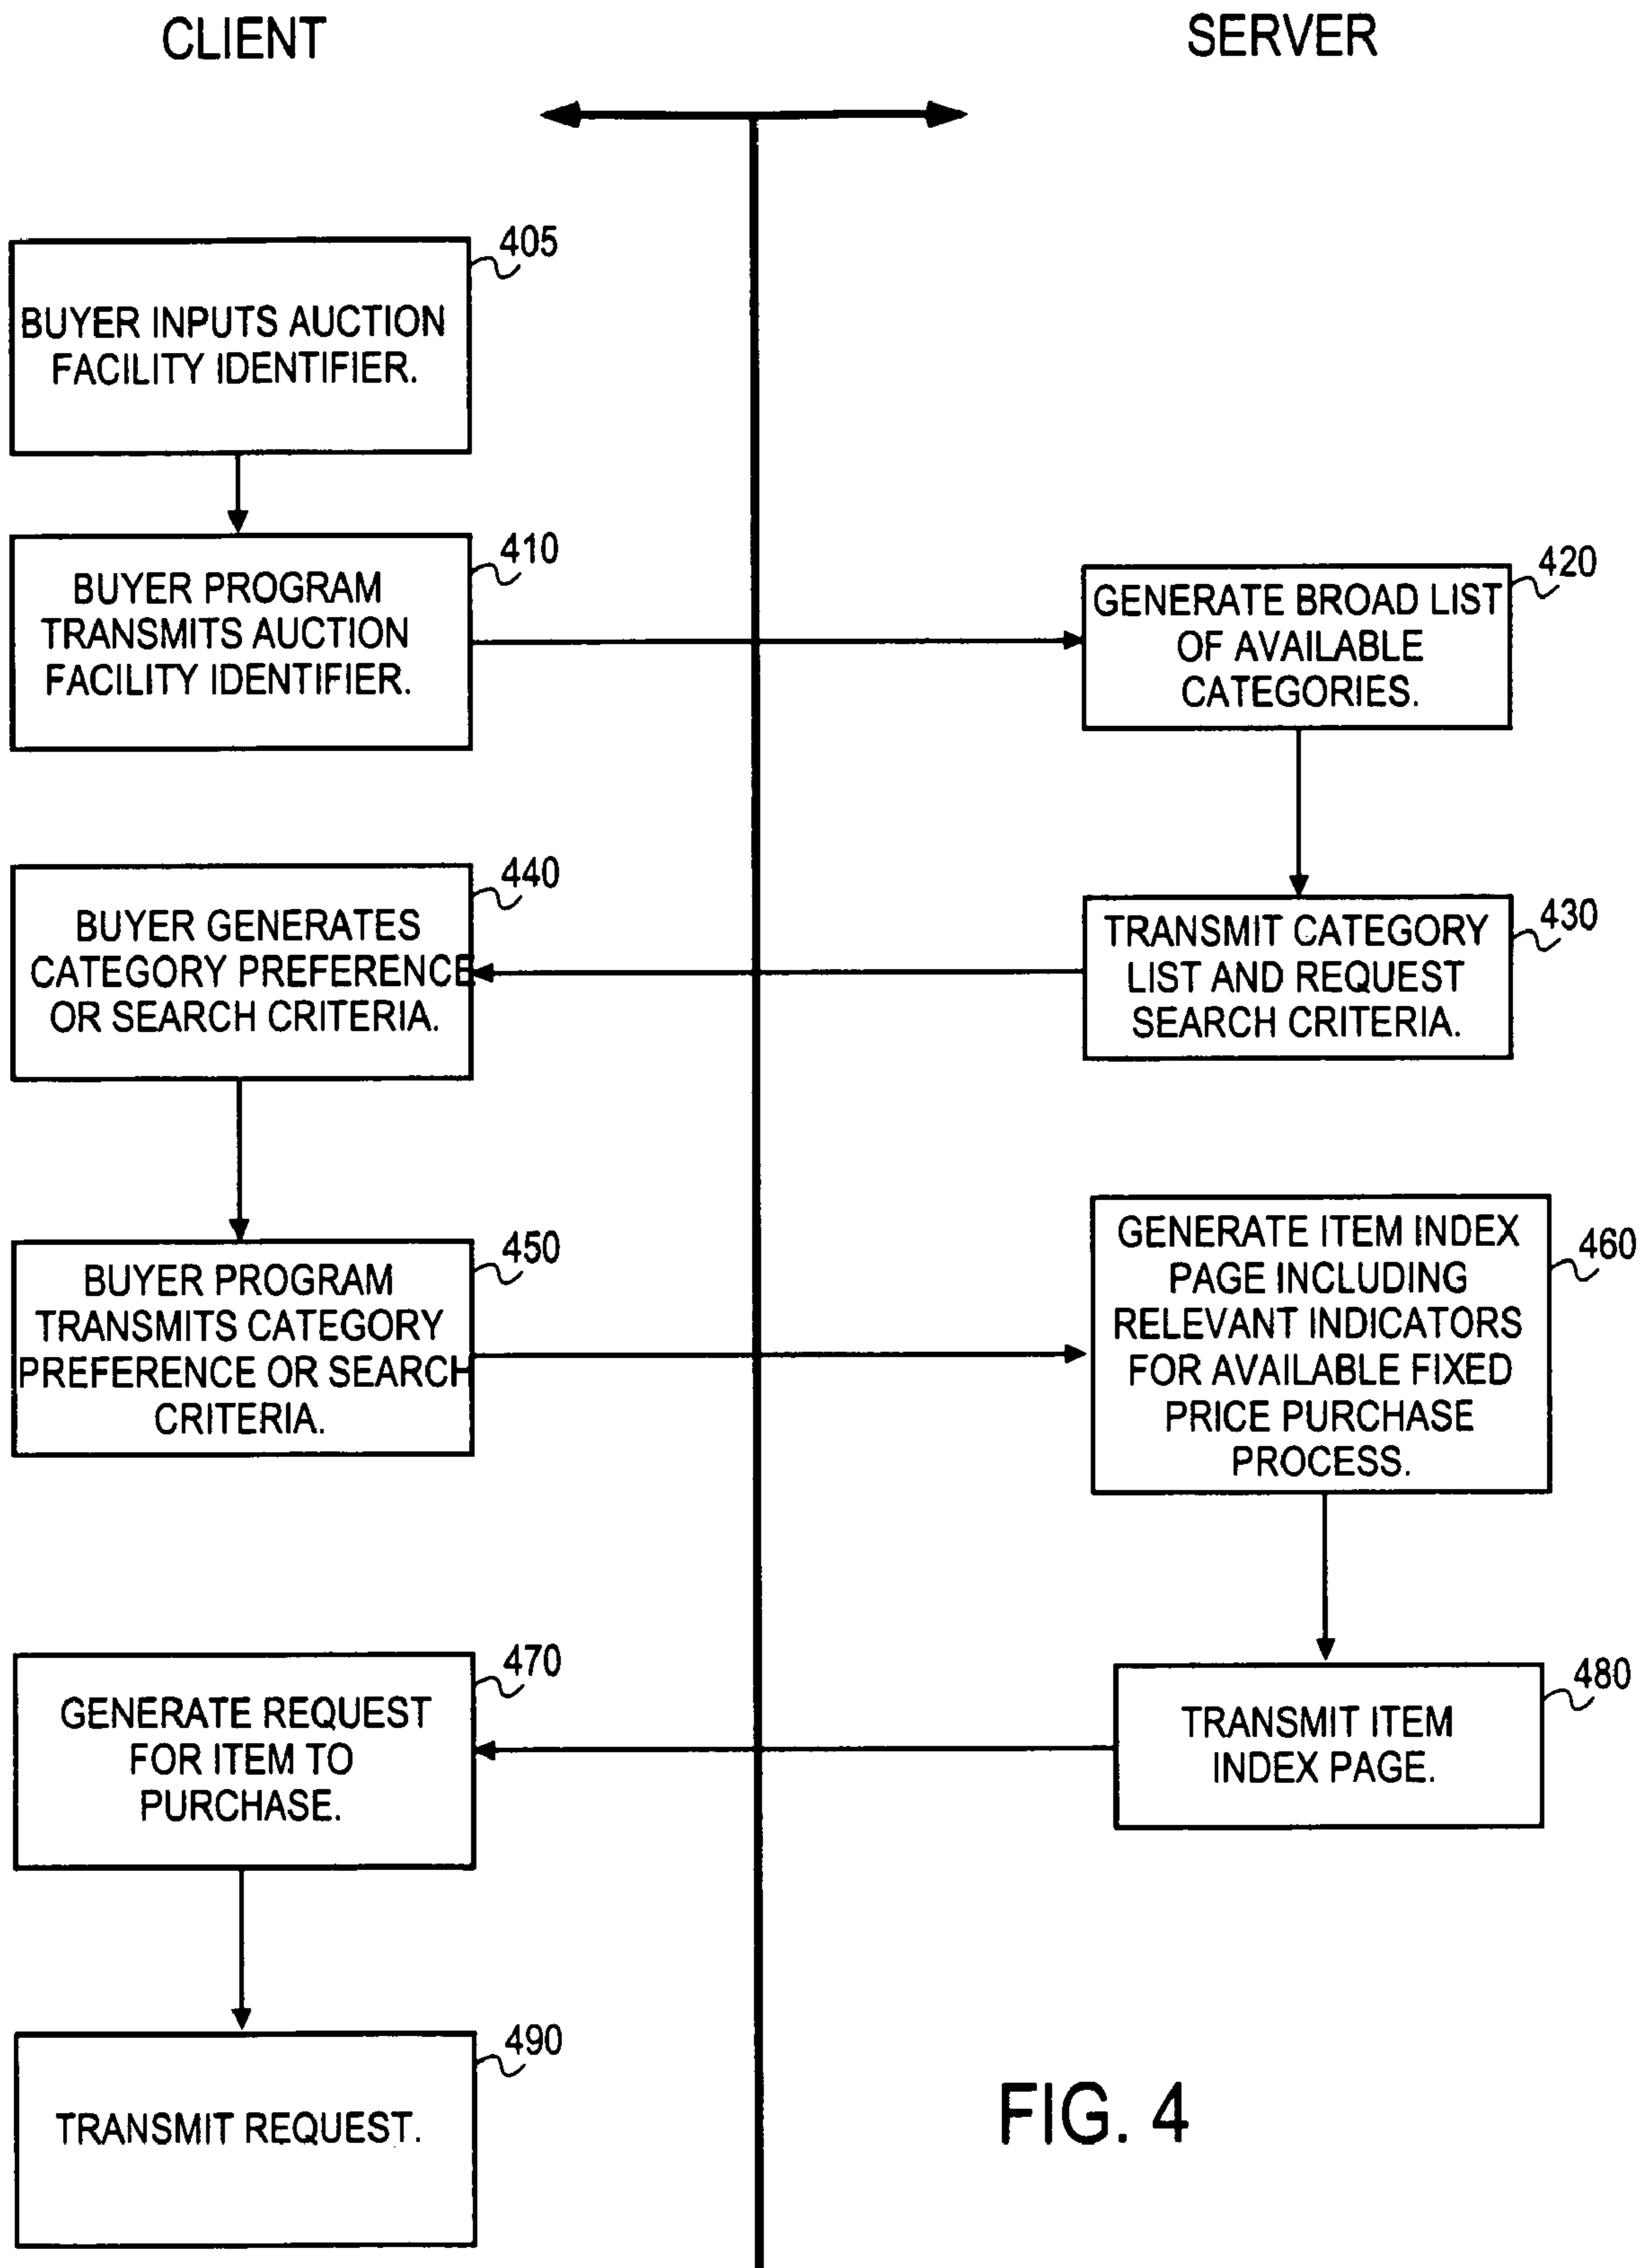 CLIENT
SERVER
405
BUYER INPUTS AUCTION
FACILITY IDENTIFIER.
410
BUYER PROGRAM
TRANSMITS AUCTION
FACILITY IDENTIFIER.
420
GENERATE BROAD LIST
OF AVAILABLE
CATEGORIES.
430
TRANSMIT CATEGORY
LIST AND REQUEST
SEARCH CRITERIA.
440
BUYER GENERATES
CATEGORY PREFERENCE
OR SEARCH CRITERIA.
450
BUYER PROGRAM
TRANSMITS CATEGORY
PREFERENCE OR SEARCH
CRITERIA.
460
GENERATE ITEM INDEX
PAGE INCLUDING
RELEVANT INDICATORS
FOR AVAILABLE FIXED
PRICE PURCHASE
PROCESS.
480
TRANSMIT ITEM
INDEX PAGE.
470
GENERATE REQUEST
FOR ITEM TO
PURCHASE.
490
TRANSMIT REQUEST.
FIG. 4